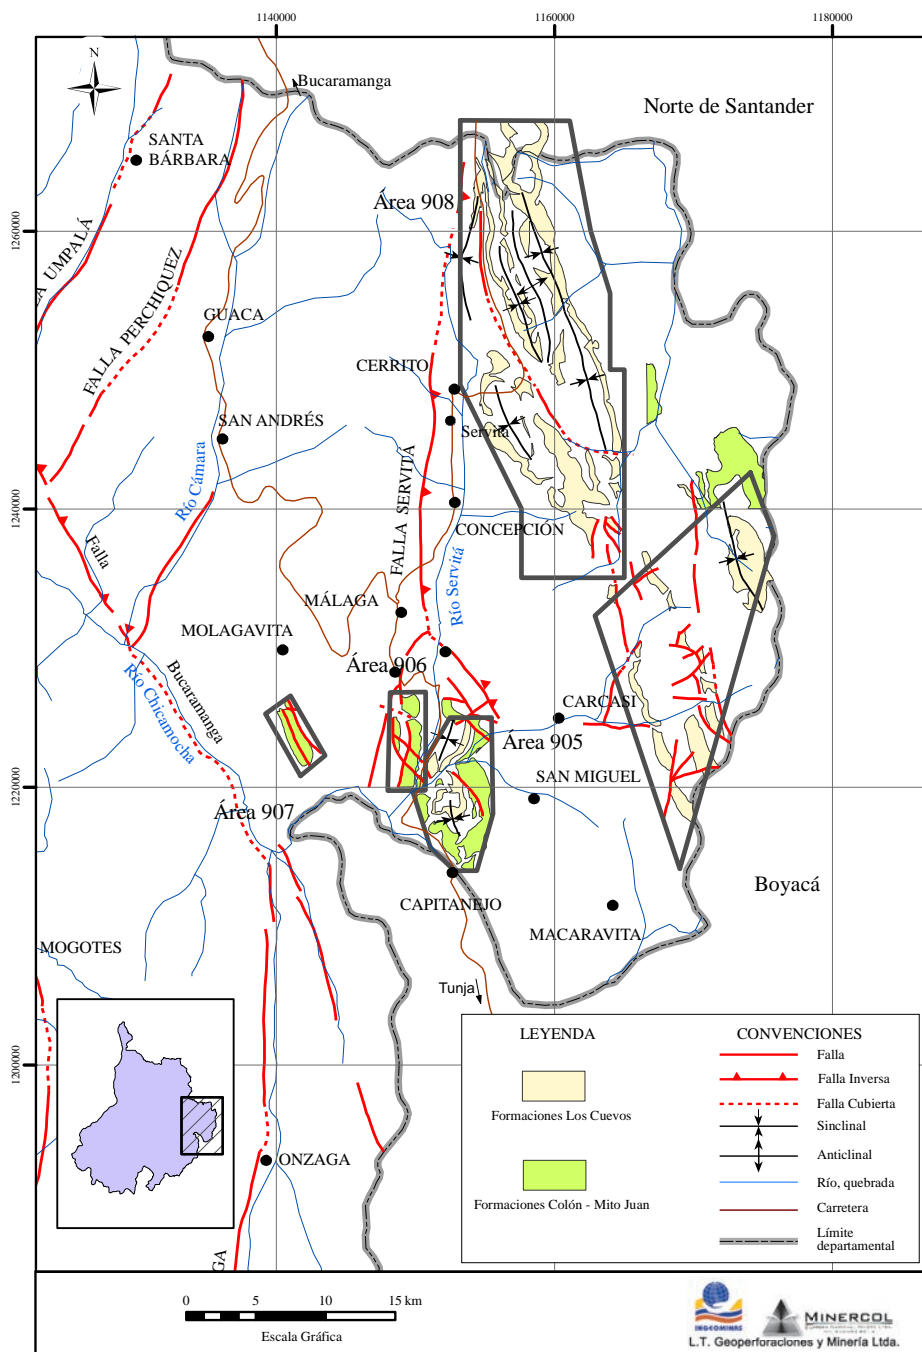 1140000
1160000
1180000
N
Bucaramanga
Norte de Santander
SANTA
BÁRBARA
Área 908
1260000
LA UMPALÁ
FALLA PERCHIQUEZ
GUACA
CERRITO
SAN ANDRÉS
Servitá
Río Cámara
FALLA SERVITÁ
1240000
CONCEPCIÓN
Falla
Río Servitá
MÁLAGA
MOLAGAVITA
Área 906
Bucaramanga
Río Chicamocha
CARCASI
Área 905
SAN MIGUEL
1220000
Área 907
Boyacá
CAPITANEJO
MACARAVITA
MOGOTES
Tunja
1200000
ONZAGA
GA
LEYENDA
Formaciones Los Cuevos
Formaciones Colón - Mito Juan
CONVENCIONES
Falla
Falla Inversa
Falla Cubierta
Sinclinal
Anticlinal
Río, quebrada
Carretera
Límite
departamental
0 5 10 15 km
Escala Gráfica
INGEOMINAS
MINERCOL
L.T. Geoperforaciones y Minería Ltda.